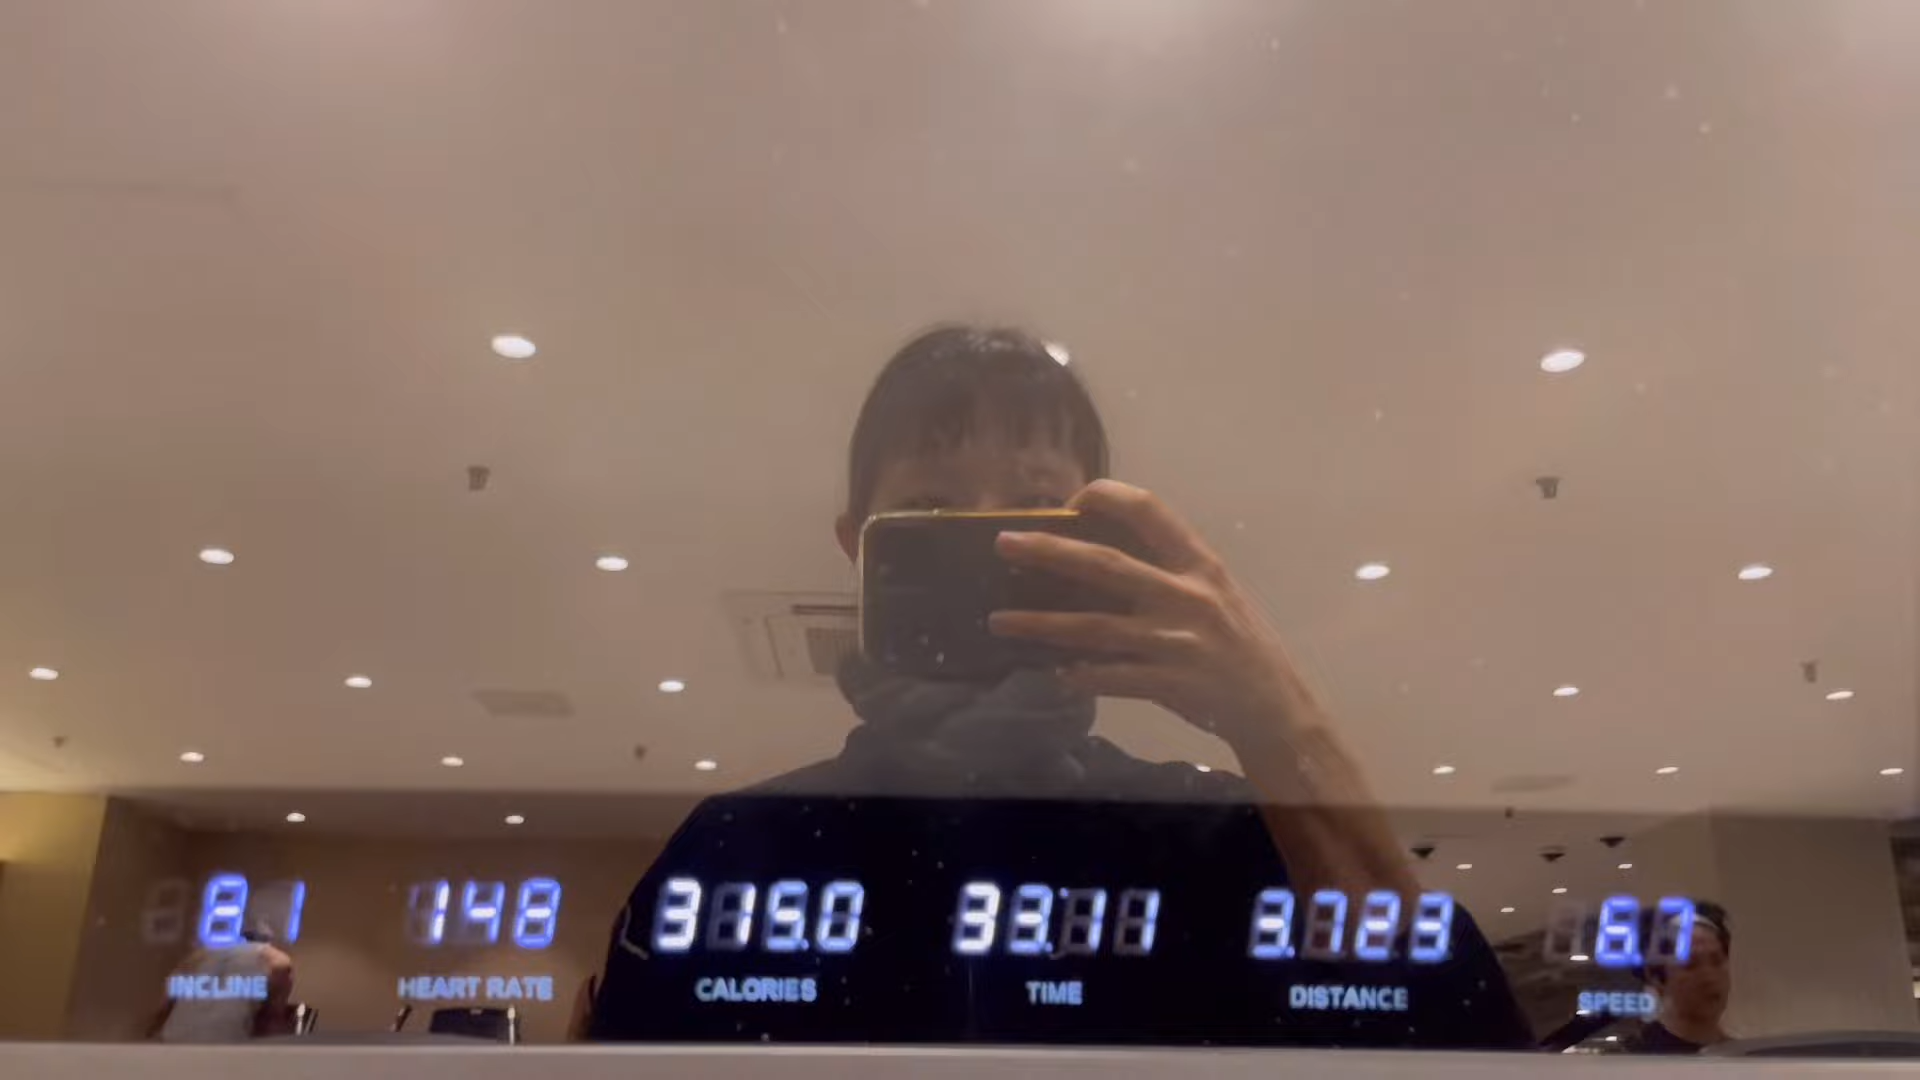 8.1 148 315.0 33.11 3.723 6.7
INCLINE HEART RATE CALORIES TIME DISTANCE SPEED